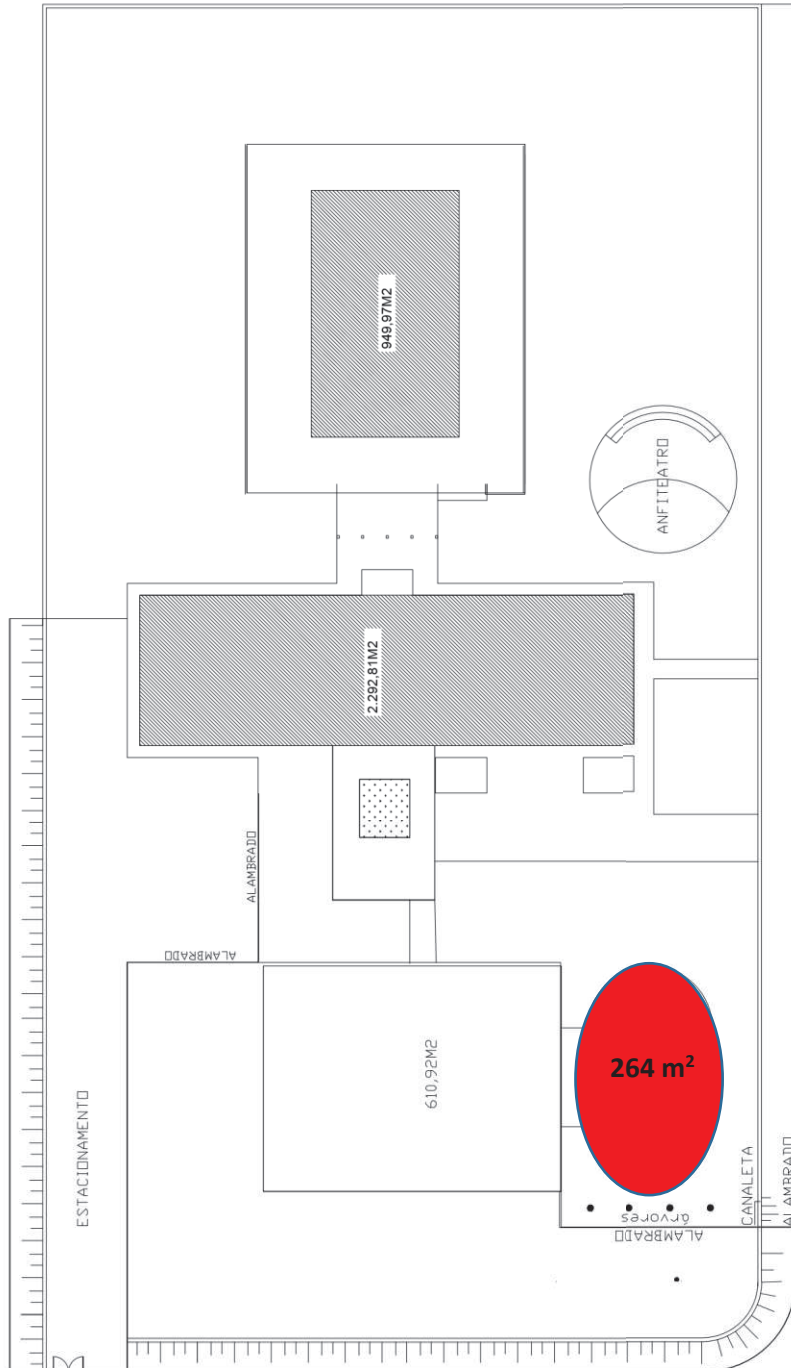 949,97M2
ANFITEATRO
2.292,81M2
ALAMBRADO
ALAMBRADO
610,92M2
264 m²
ESTACIONAMENTO
CANALETA
ALAMBRADO
árvores
ALAMBRADO